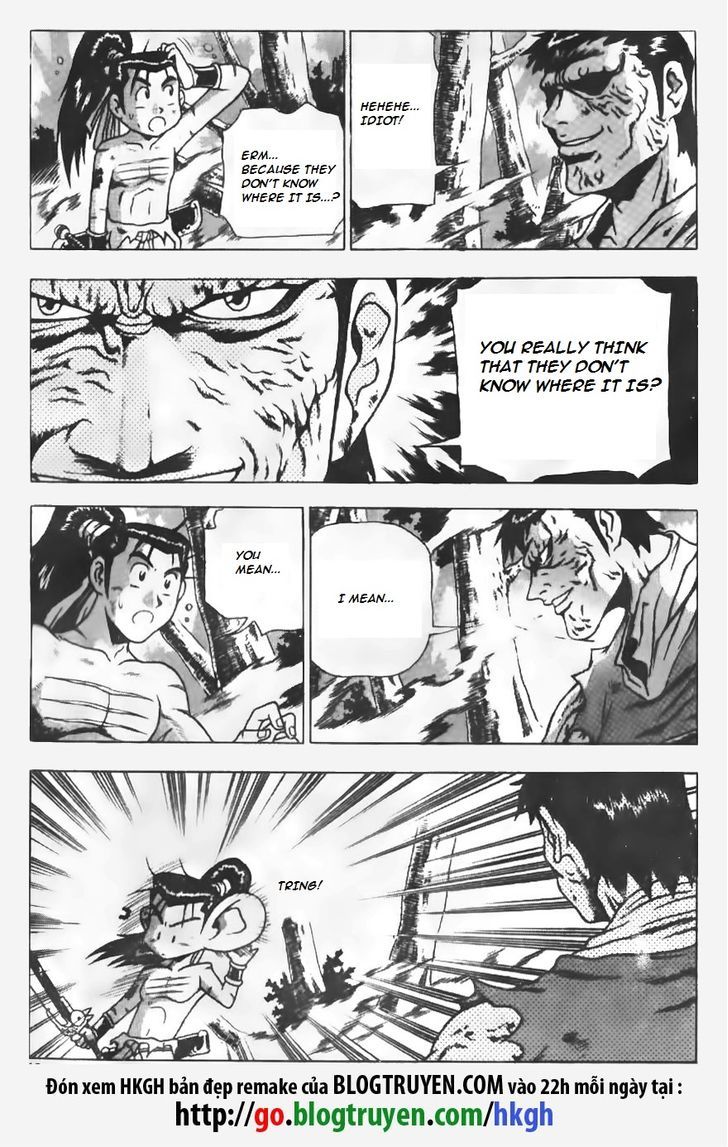 ERM...
BECAUSE THEY
DON'T KNOW
WHERE IT IS...?
HEHEHE...
IDIOT!
YOU REALLY THINK
THAT THEY DON'T
KNOW WHERE IT IS?
YOU
MEAN...
I MEAN...
TRING!
Đón xem HKGH bản đẹp remake của BLOGTRUYEN.COM vào 22h mỗi ngày tại :
http://go.blogtruyen.com/hkgh